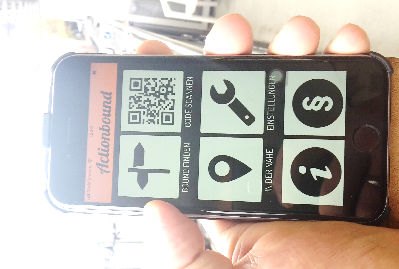 Actionbound
BOUND FINDEN
CODE SCANNEN
IN DER NÄHE
EINSTELLUNGEN
§
i